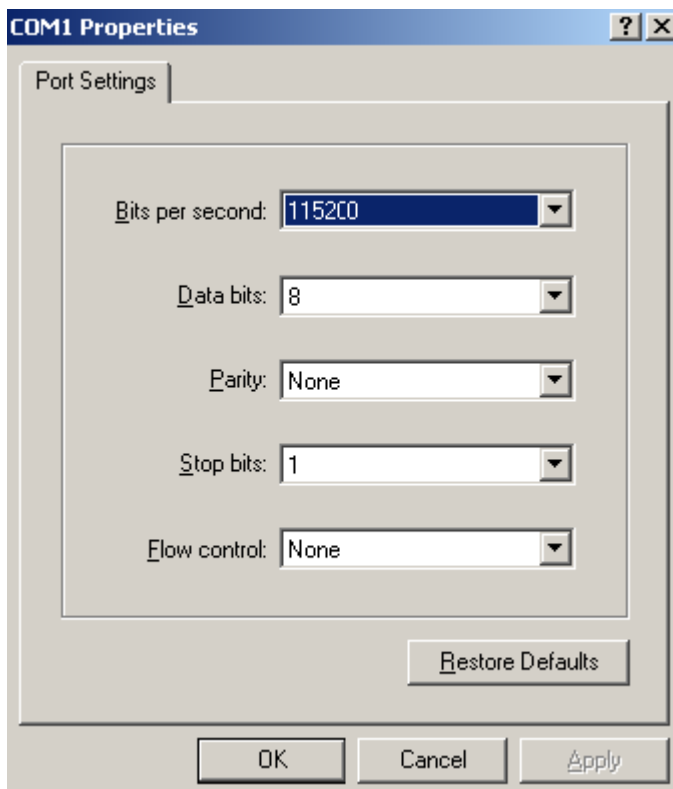 COM1 Properties
Port Settings
Bits per second: 115200
Data bits: 8
Parity: None
Stop bits: 1
Flow control: None
Restore Defaults
OK Cancel Apply